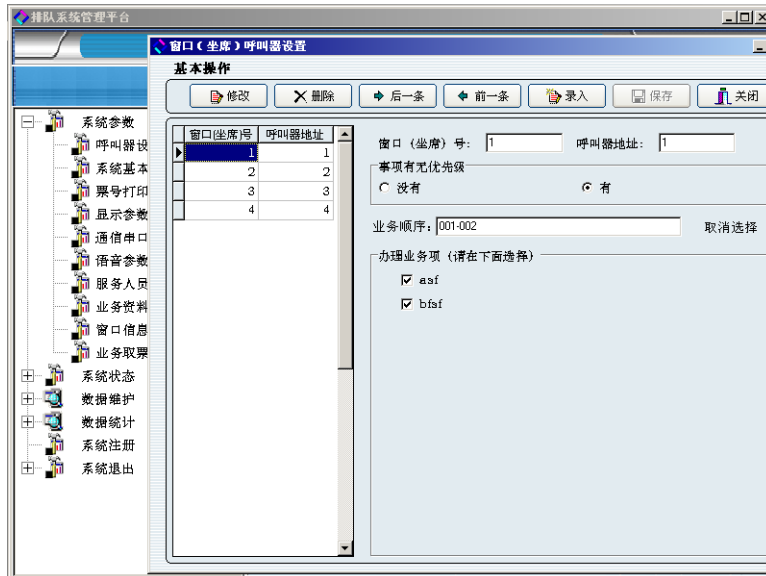 排队系统管理平台
窗口(坐席)呼叫器设置
基本操作
修改 删除 后一条 前一条 录入 保存 关闭
系统参数
呼叫器设
系统基本
票号打印
显示参数
通信串口
语音参数
服务人员
业务资料
窗口信息
业务取票
系统状态
数据维护
数据统计
系统注册
系统退出
窗口(坐席)号 呼叫器地址
1 1
2 2
3 3
4 4
窗口 (坐席) 号: 1 呼叫器地址: 1
事项有无优先级
没有 有
业务顺序: 001-002 取消选择
办理业务项 (请在下面选择)
asf
bfsf